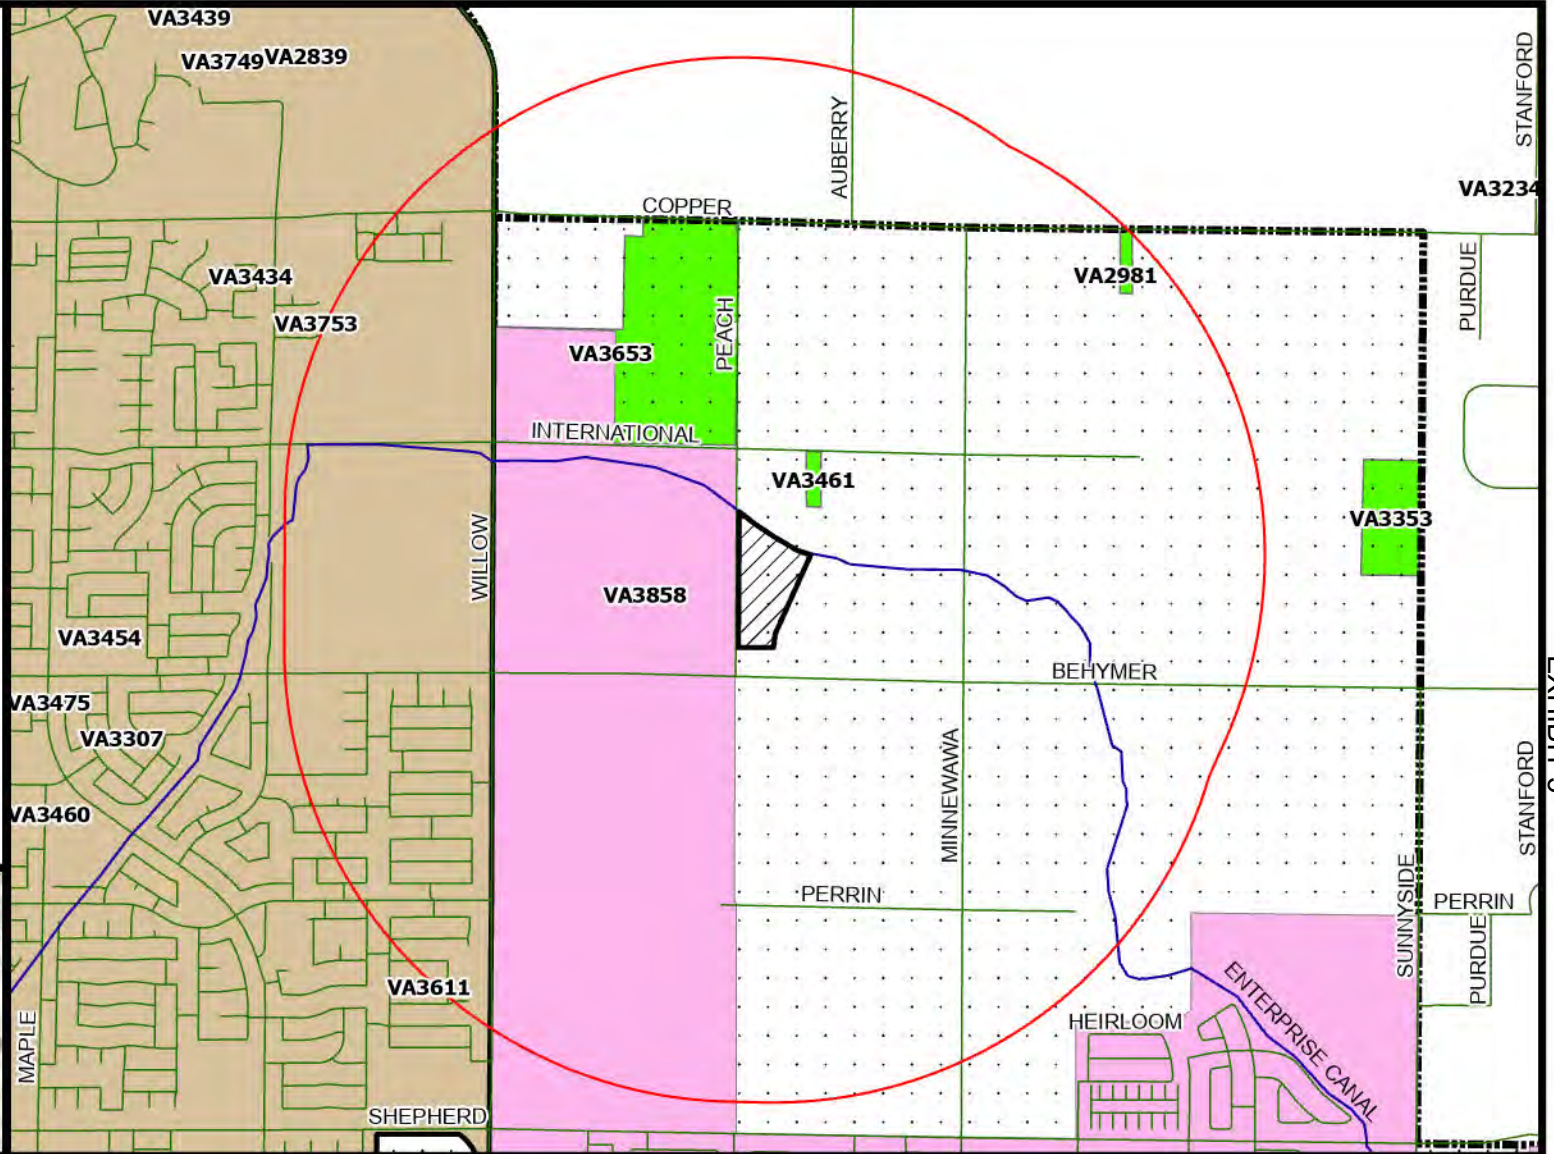 VA3439
VA3749
VA2839
STANFORD
AUBERRY
VA3234
COPPER
PURDUE
VA3434
VA2981
VA3753
PEACH
VA3653
INTERNATIONAL
VA3461
VA3353
WILLOW
VA3858
VA3454
BEHYMER
VA3475
VA3307
MINNEWAWA
STANFORD
VA3460
SUNNYSIDE
PERRIN
PERRIN
PURDUE
VA3611
ENTERPRISE CANAL
HEIRLOOM
MAPLE
SHEPHERD